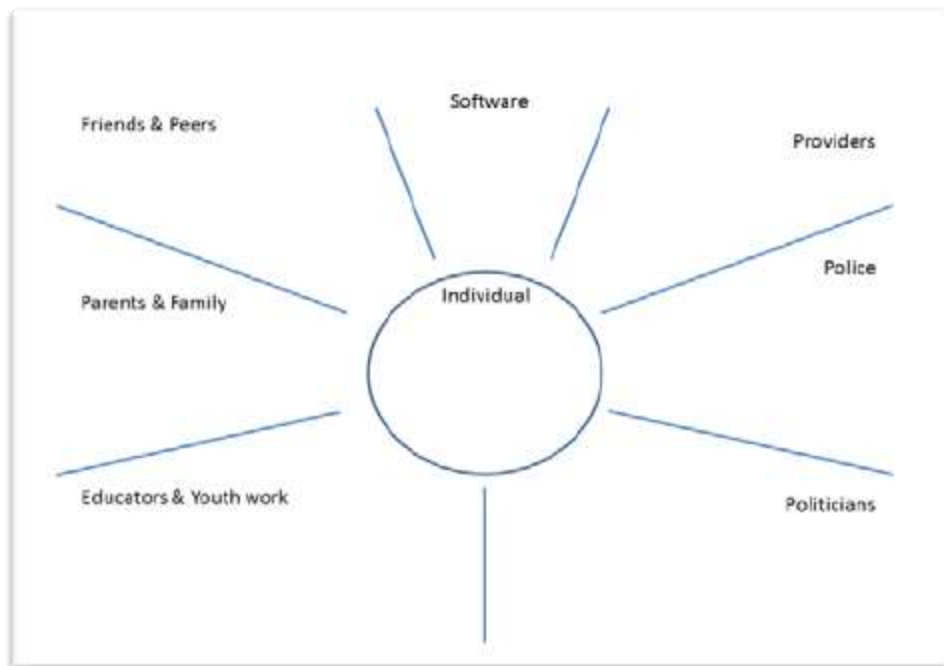 Software
Friends & Peers
Providers
Police
Individual
Parents & Family
Educators & Youth work
Politicians